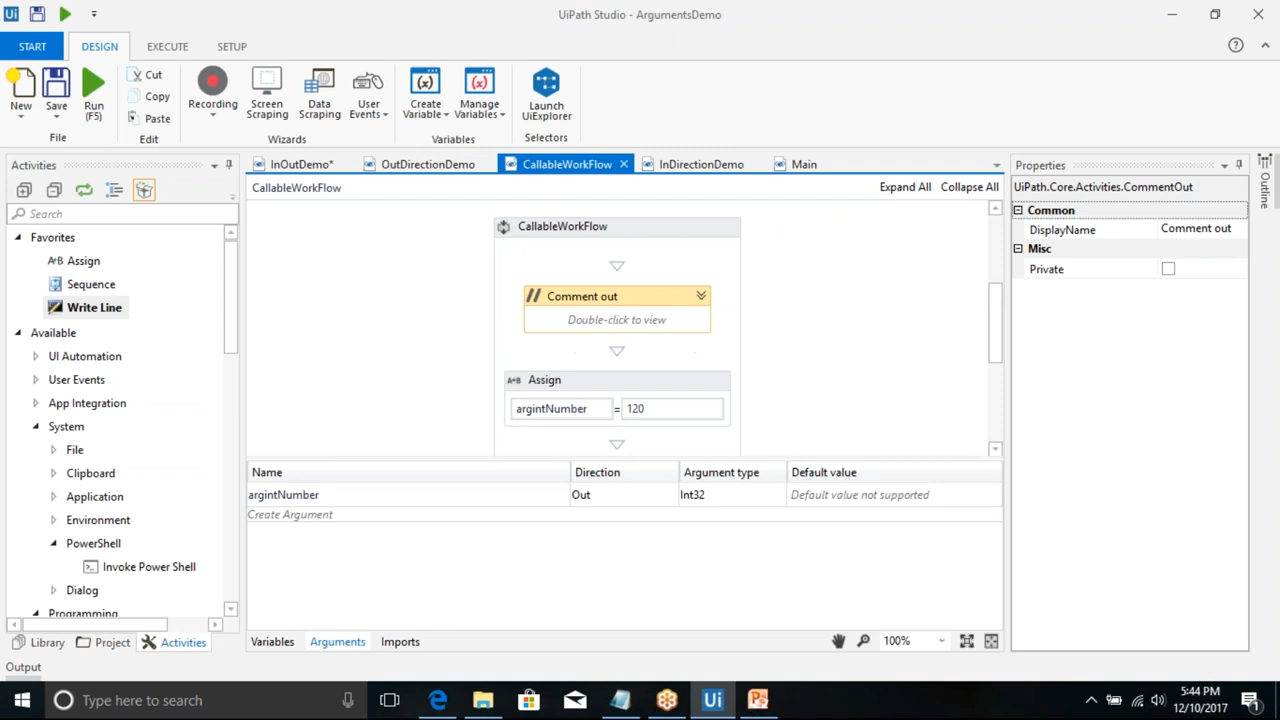 Ui
UiPath Studio - ArgumentsDemo
START
DESIGN
EXECUTE
SETUP
New
Save
Run
(F5)
File
Cut
Copy
Paste
Edit
Recording
Screen
Scraping
Data
Scraping
User
Events
Wizards
Create
Variable
Manage
Variables
Variables
Launch
UiExplorer
Selectors
Activities
InOutDemo*
OutDirectionDemo
CallableWorkFlow
InDirectionDemo
Main
Properties
Outline
CallableWorkFlow
Expand All
Collapse All
UiPath.Core.Activities.CommentOut
Common
DisplayName
Comment out
Misc
Private
Search
Favorites
A+B Assign
Sequence
Write Line
Available
UI Automation
User Events
App Integration
System
File
Clipboard
Application
Environment
PowerShell
Invoke Power Shell
Dialog
Programming
CallableWorkFlow
// Comment out
Double-click to view
A+B Assign
argintNumber = 120
Name
Direction
Argument type
Default value
argintNumber
Out
Int32
Default value not supported
Create Argument
Library
Project
Activities
Variables
Arguments
Imports
100%
Output
Type here to search
Ui
5:44 PM
12/10/2017
1